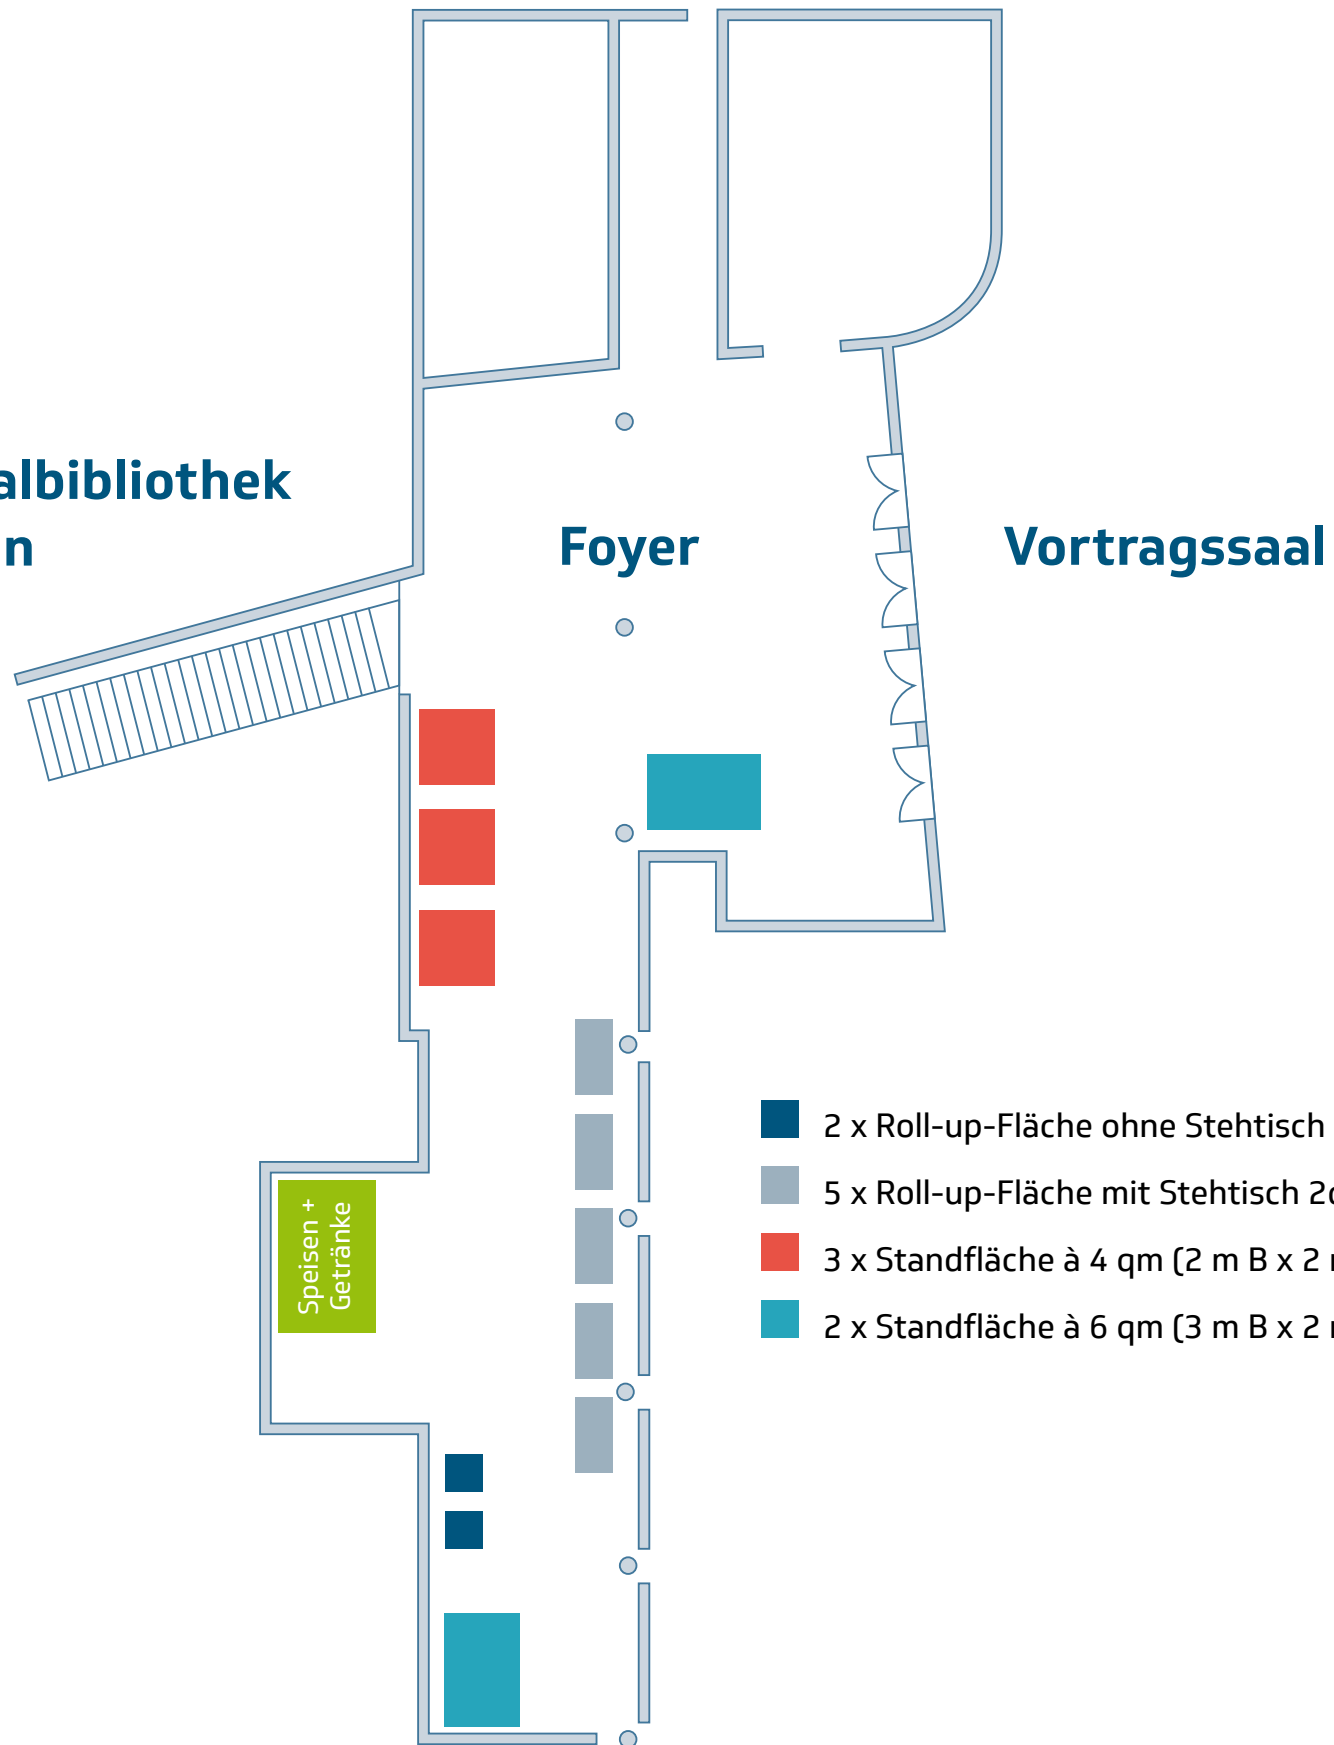 albibliothek
n
Foyer
Vortragssaal
2 x Roll-up-Fläche ohne Stehtisch
5 x Roll-up-Fläche mit Stehtisch 2
3 x Standfläche à 4 qm (2 m B x 2
2 x Standfläche à 6 qm (3 m B x 2
Speisen +
Getränke